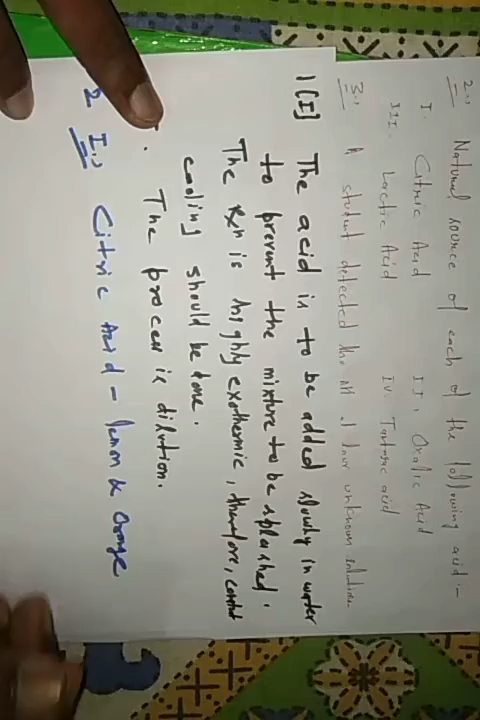 2.) Natural source of each of the following acid :-
I. Citric Acid II. Oxalic Acid
III. Lactic Acid IV. Tartaric acid
3.) A student detected the pH of four unknown solution
1(I) The acid is to be added slowly in water
to prevent the mixture to be splashed.
The Rxn is highly exothermic, therefore, constt
cooling should be done.
. The process is dilution.
2 I.) Citric Acid - lemon & Orange